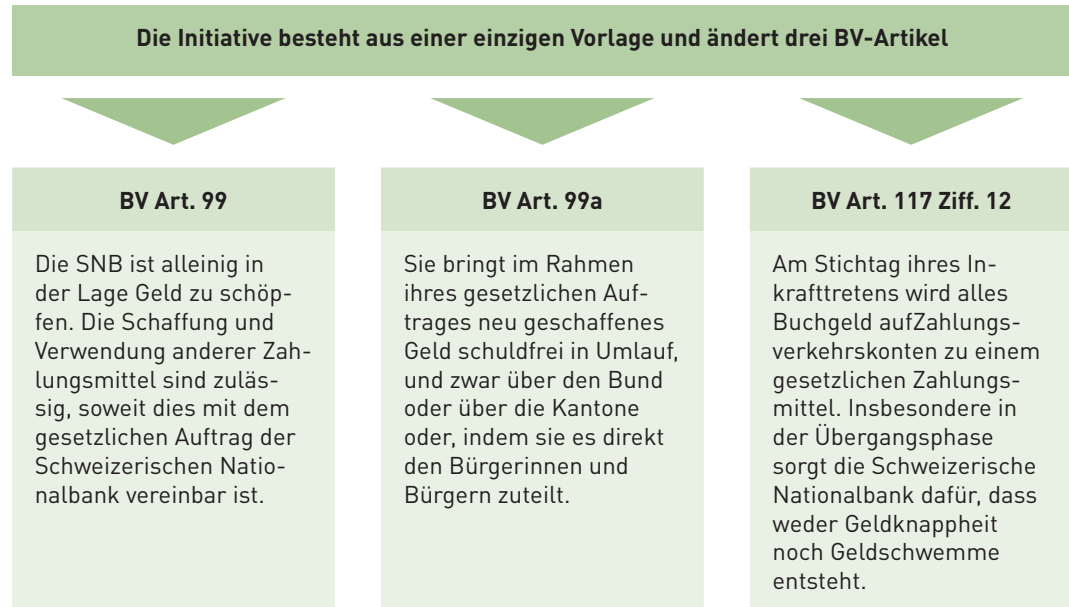 Die Initiative besteht aus einer einzigen Vorlage und ändert drei BV-Artikel
BV Art. 99
Die SNB ist alleinig in
der Lage Geld zu schöp-
fen. Die Schaffung und
Verwendung anderer Zah-
lungsmittel sind zuläs-
sig, soweit dies mit dem
gesetzlichen Auftrag der
Schweizerischen Natio-
nalbank vereinbar ist.
BV Art. 99a
Sie bringt im Rahmen
ihres gesetzlichen Auf-
trages neu geschaffenes
Geld schuldfrei in Umlauf,
und zwar über den Bund
oder über die Kantone
oder, indem sie es direkt
den Bürgerinnen und
Bürgern zuteilt.
BV Art. 117 Ziff. 12
Am Stichtag ihres In-
krafttretens wird alles
Buchgeld aufZahlungs-
verkehrskonten zu einem
gesetzlichen Zahlungs-
mittel. Insbesondere in
der Übergangsphase
sorgt die Schweizerische
Nationalbank dafür, dass
weder Geldknappheit
noch Geldschwemme
entsteht.